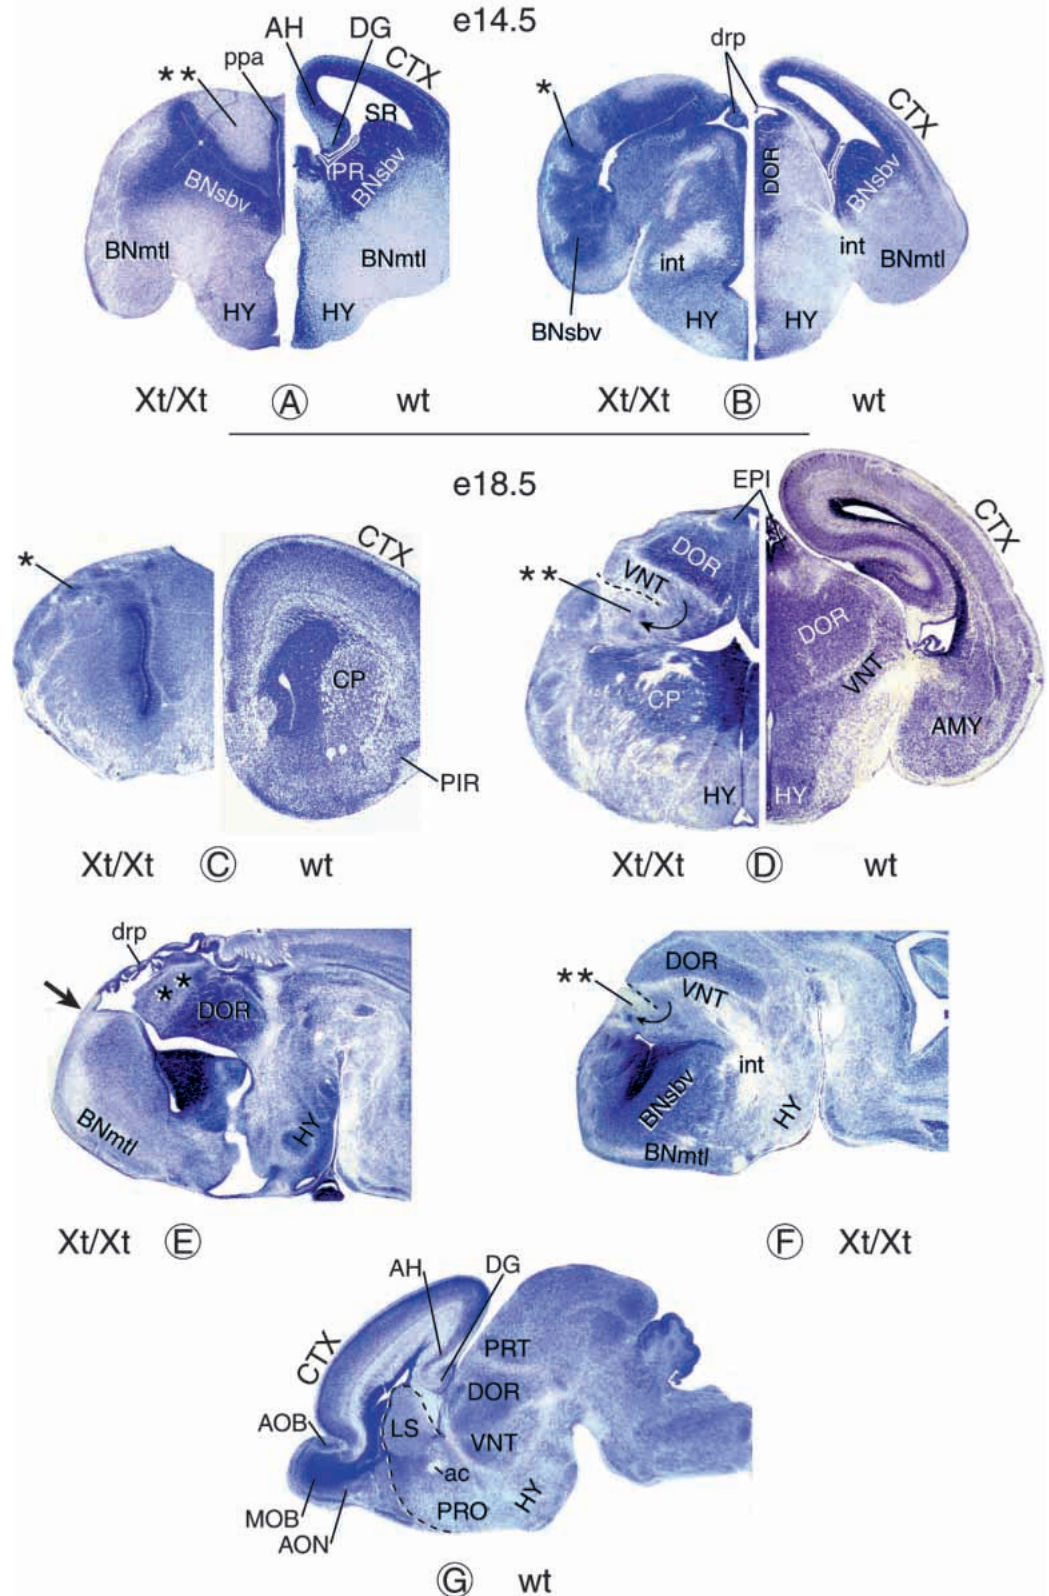 e14.5
AH DG CTX
** ppa SR
BNsbv PR BNsbv
BNmtl BNmtl
HY HY
Xt/Xt A wt
drp
* CTX
DOR BNsbv
int int BNmtl
BNsbv HY HY
Xt/Xt B wt
e18.5
* CTX
CP
PIR
Xt/Xt C wt
EPI
DOR CTX
** VNT DOR
CP VNT AMY
HY HY
Xt/Xt D wt
drp
** DOR
BNmtl HY
Xt/Xt E
DOR
** VNT
int
BNsbv HY
BNmtl
F Xt/Xt
AH DG
CTX PRT
DOR
AOB LS VNT
ac
MOB PRO HY
AON
G wt